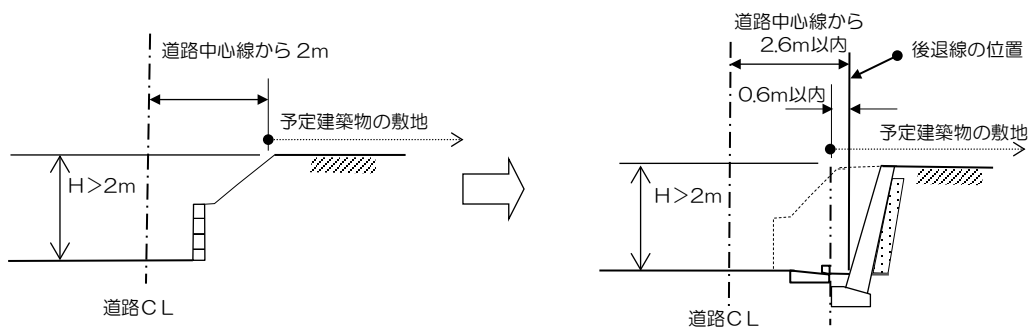 道路中心線から 2m
予定建築物の敷地
H>2m
道路CL
道路中心線から
2.6m以内
後退線の位置
0.6m以内
予定建築物の敷地
H>2m
道路CL